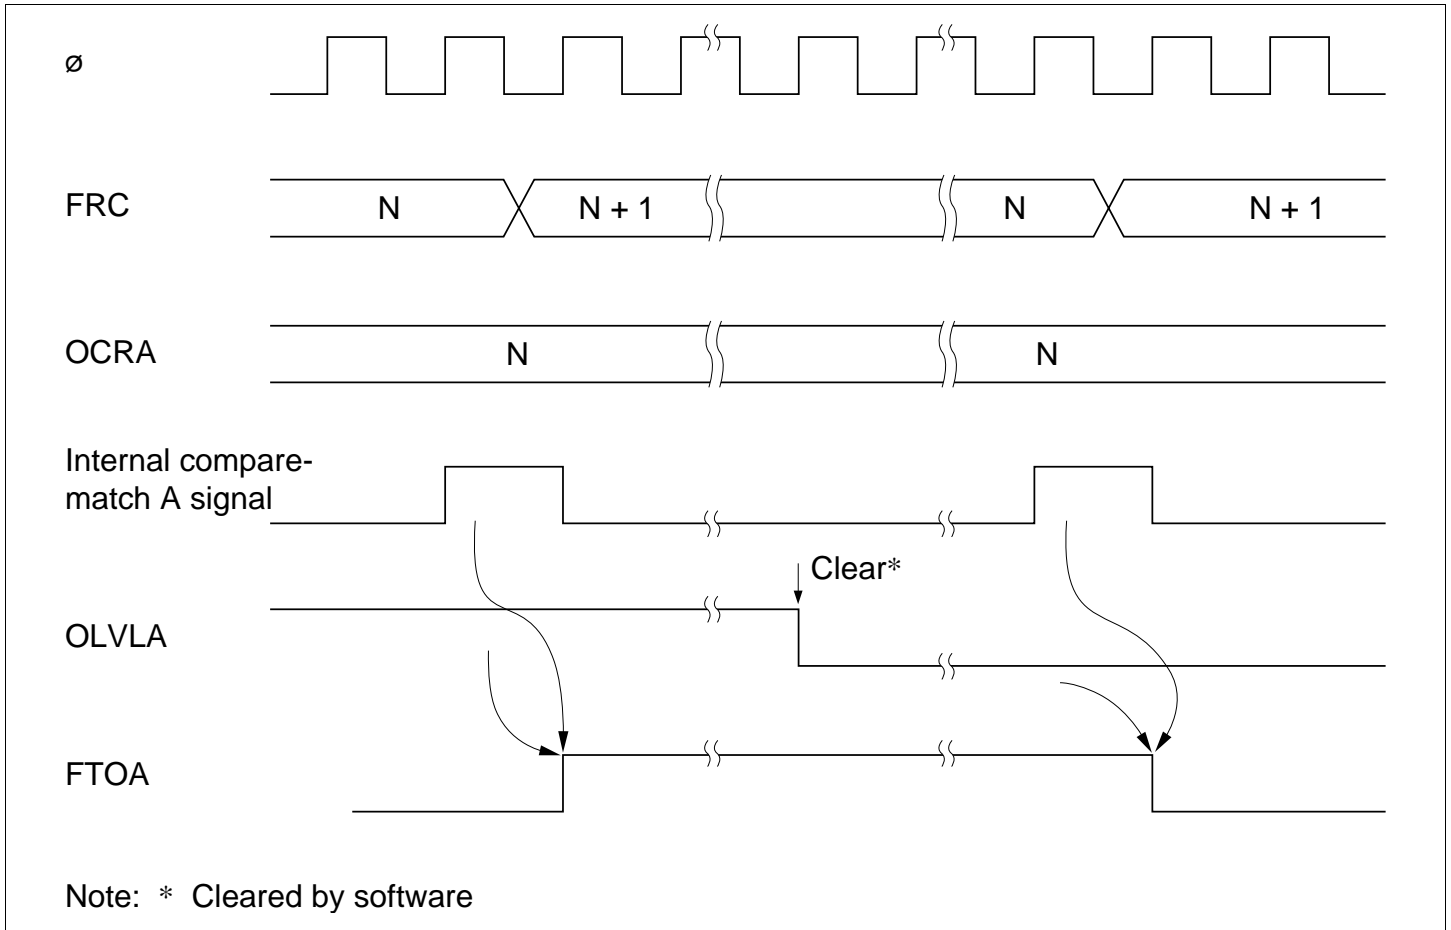 ø
FRC
N
N + 1
N
N + 1
OCRA
N
N
Internal compare-
match A signal
Clear*
OLVLA
FTOA
Note: * Cleared by software